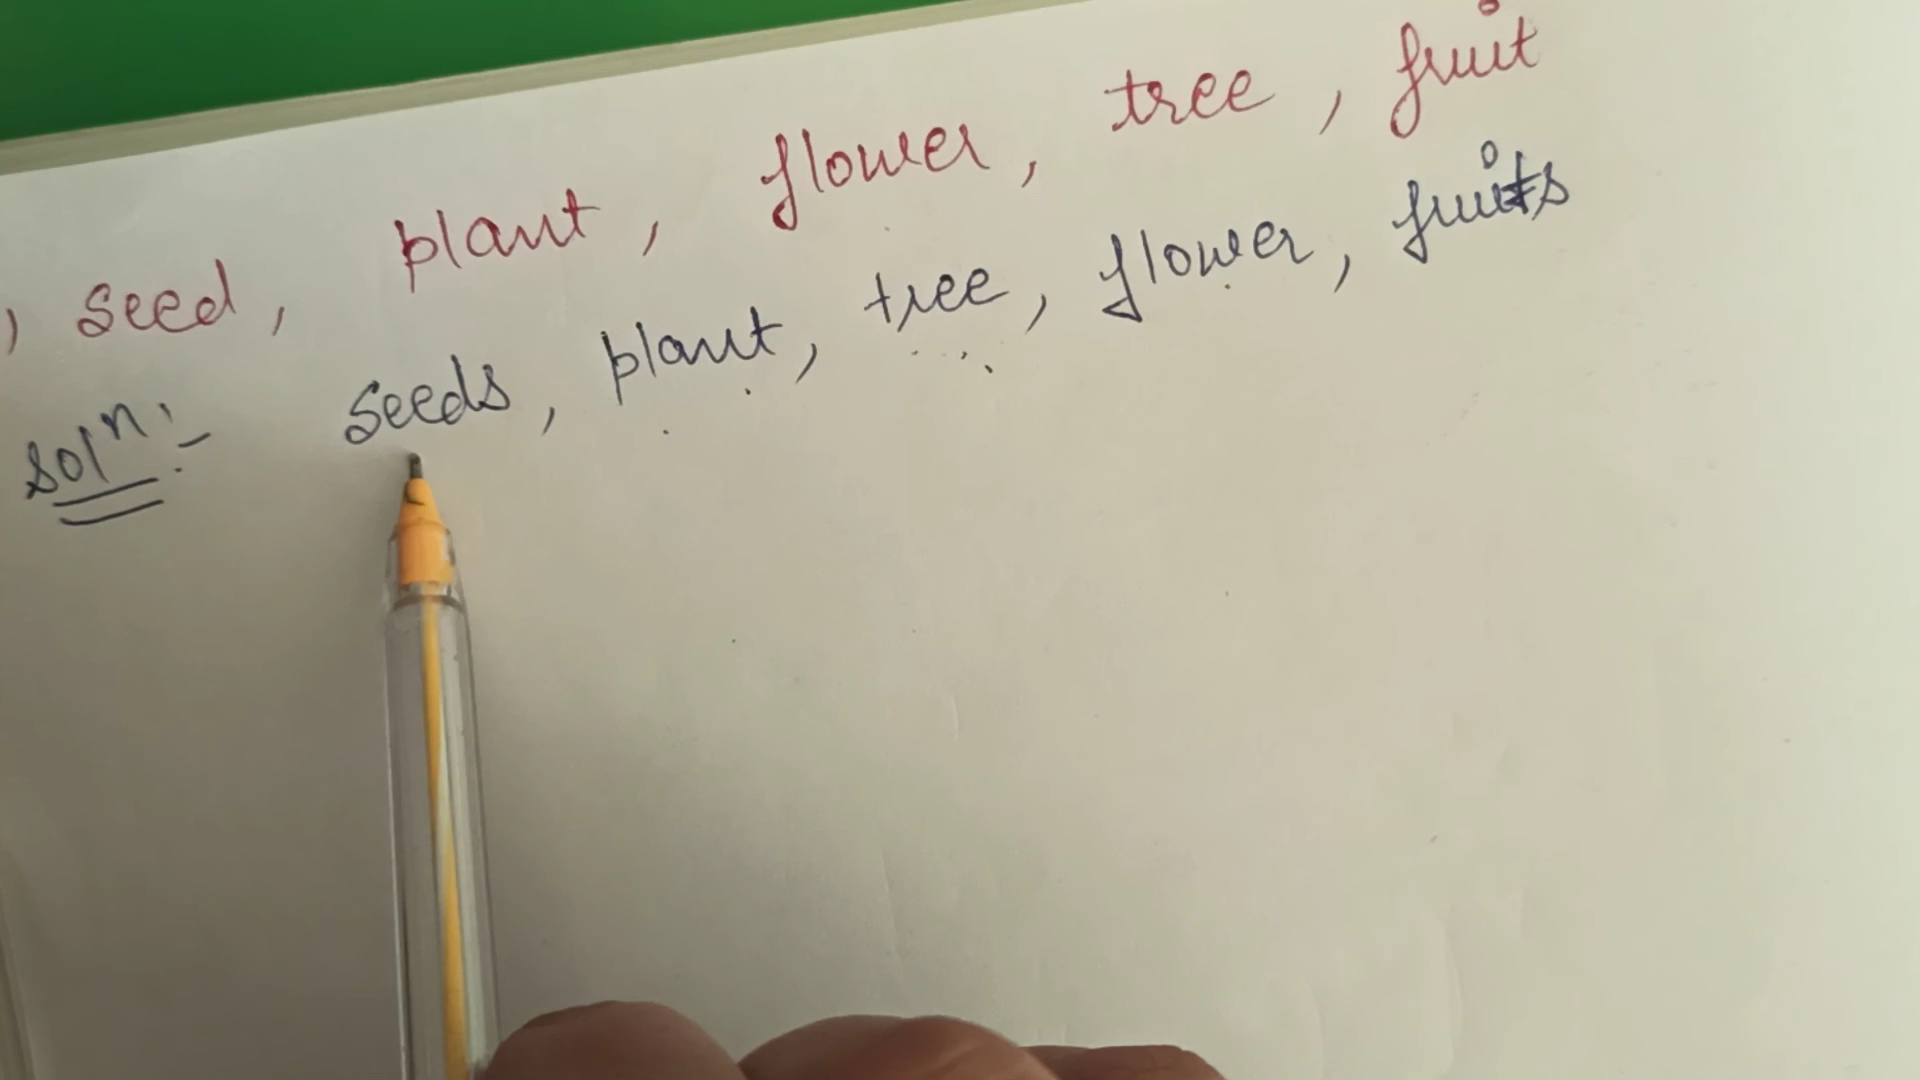 ) seed, plant, flower, tree, fruit
solⁿ:- seeds, plant, tree, flower, fruits